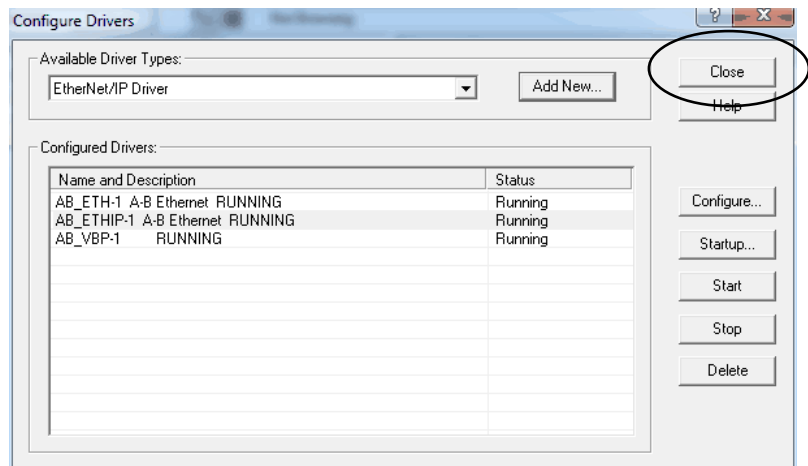 Configure Drivers
Available Driver Types:
EtherNet/IP Driver
Add New...
Close
Help
Configured Drivers:
Name and Description Status
AB_ETH-1 A-B Ethernet RUNNING Running
AB_ETHIP-1 A-B Ethernet RUNNING Running
AB_VBP-1 RUNNING Running
Configure...
Startup...
Start
Stop
Delete